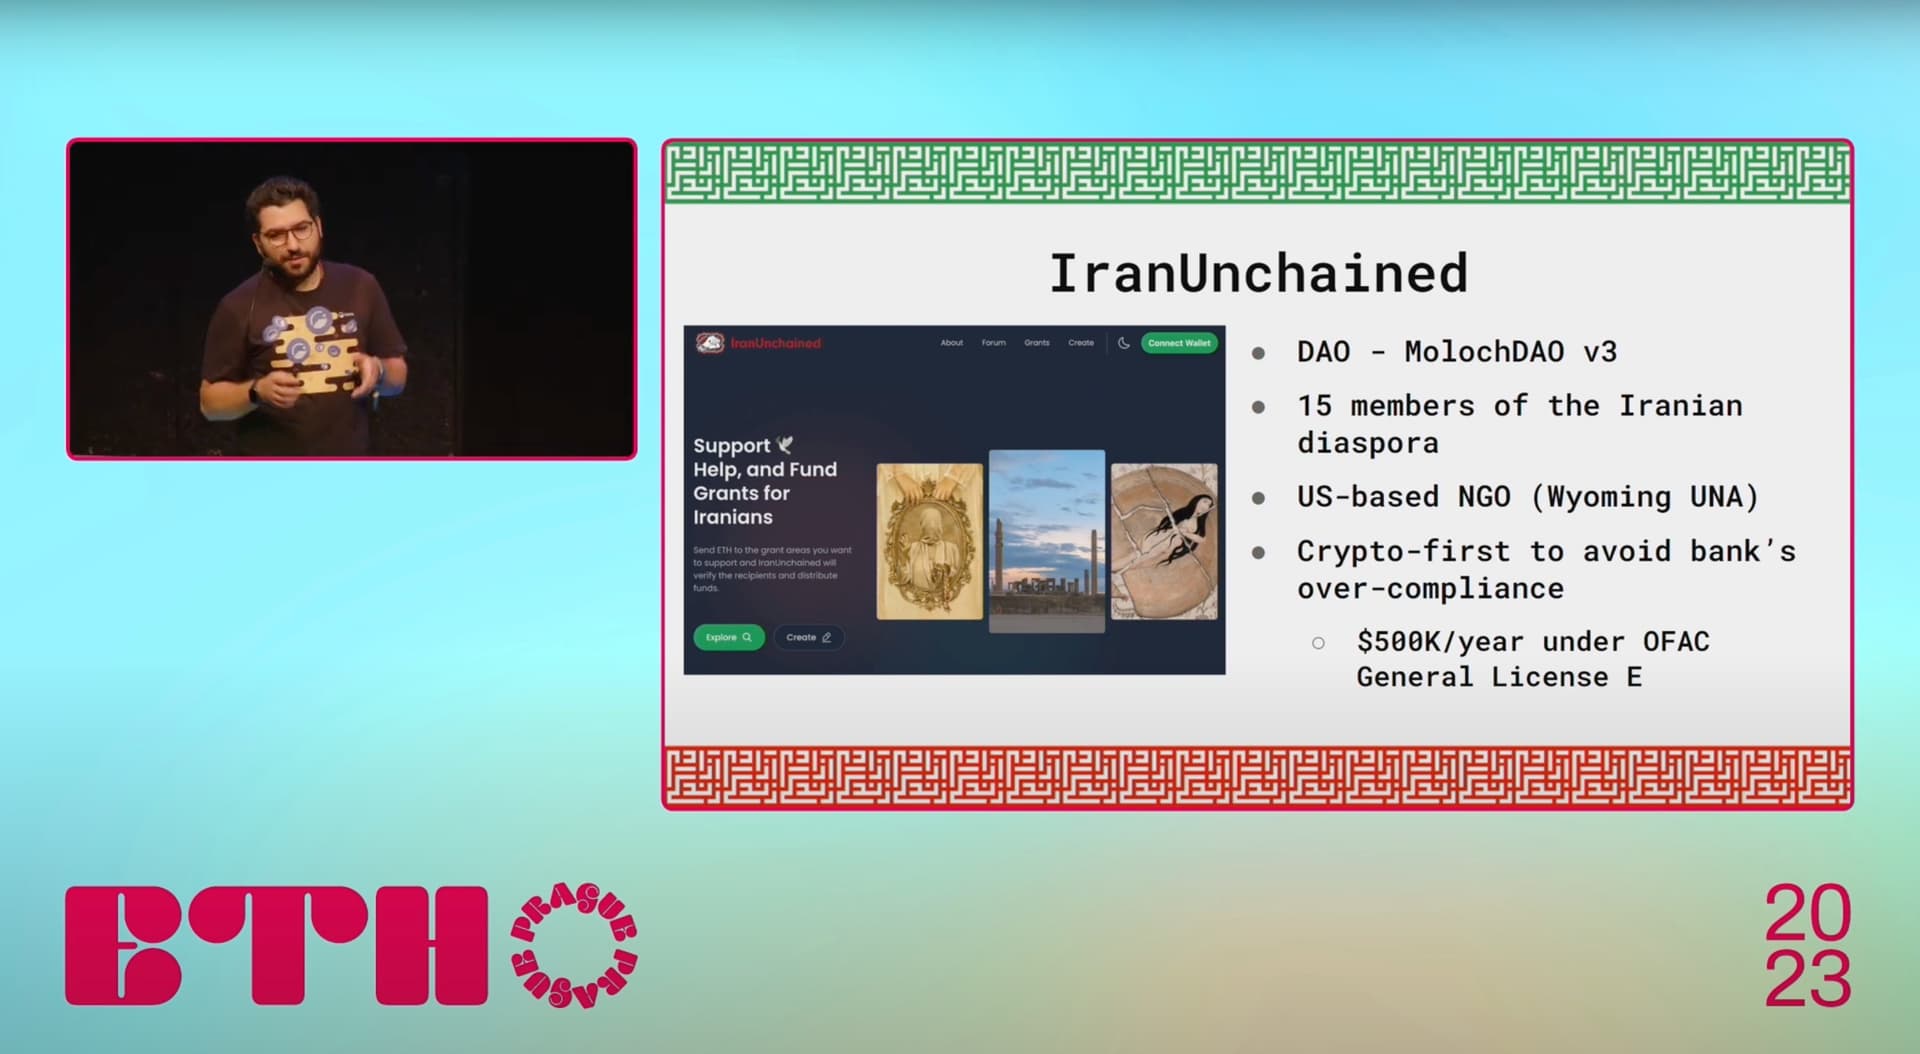 IranUnchained
IranUnchained
About
Forum
Grants
Create
Connect Wallet
Support
Help, and Fund
Grants for
Iranians
Send ETH to the grant areas you want
to support and IranUnchained will
verify the recipients and distribute
funds.
Explore
Create
● DAO - MolochDAO v3
● 15 members of the Iranian
diaspora
● US-based NGO (Wyoming UNA)
● Crypto-first to avoid bank's
over-compliance
○ $500K/year under OFAC
General License E
ETH
PRAGUE PRAGUE
20
23